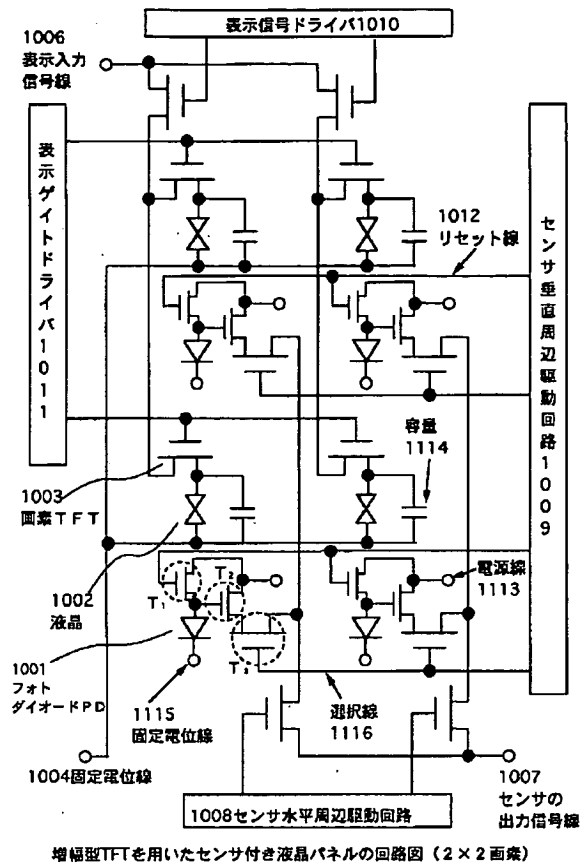 表示信号ドライバ1010
1006
表示入力
信号線
表示ゲイトドライバ1011
1012
リセット線
センサ垂直周辺駆動回路1009
容量
1114
1003
画素TFT
1002
液晶
T₁
T₂
T₃
電源線
1113
1001
フォト
ダイオードPD
1115
固定電位線
選択線
1116
1004固定電位線
1007
センサの
出力信号線
1008センサ水平周辺駆動回路
増幅型TFTを用いたセンサ付き液晶パネルの回路図(2×2画素)